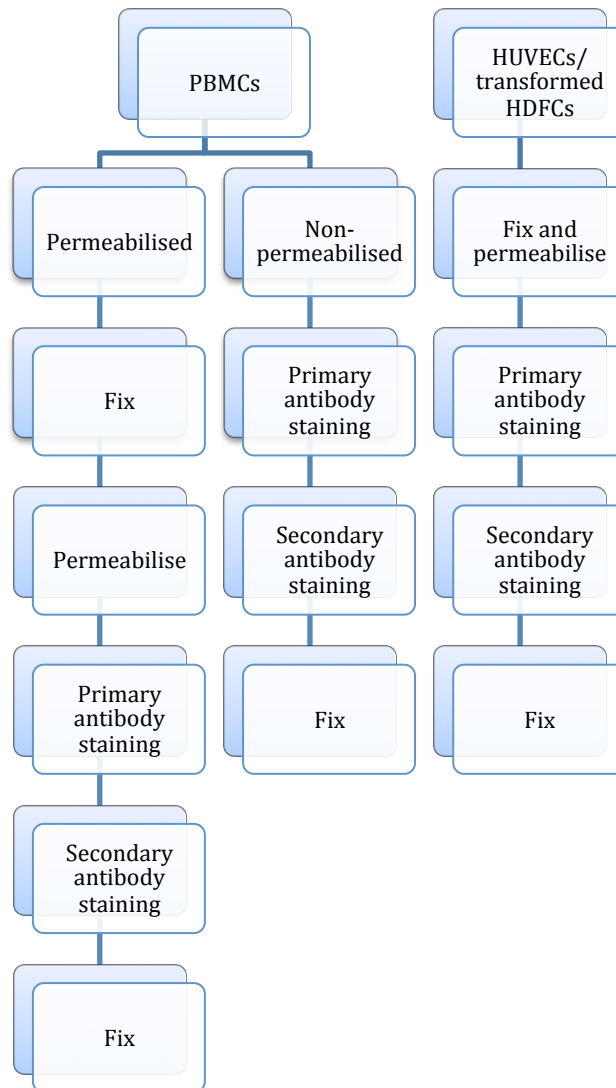 PBMCs
HUVECs/
transformed
HDFCs
Permeabilised
Non-
permeabilised
Fix and
permeabilise
Fix
Primary
antibody
staining
Primary
antibody
staining
Permeabilise
Secondary
antibody
staining
Secondary
antibody
staining
Primary
antibody
staining
Fix
Fix
Secondary
antibody
staining
Fix